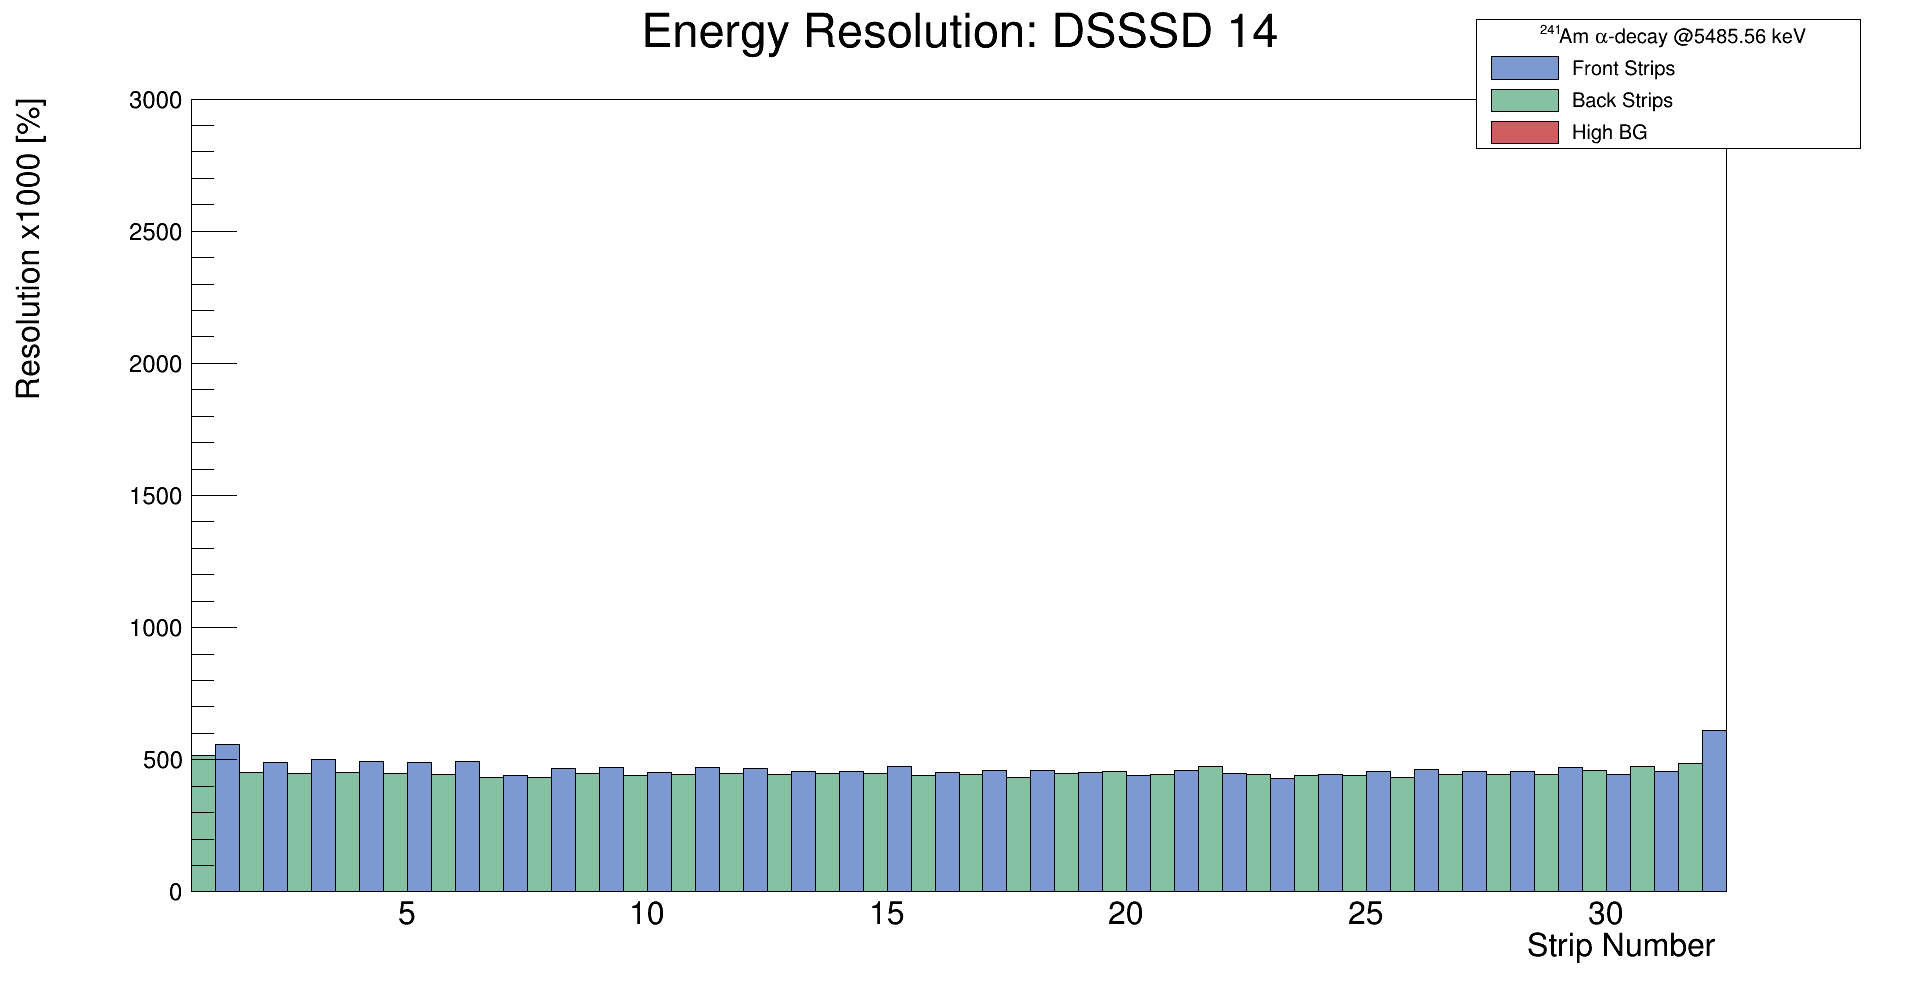 Energy Resolution: DSSSD 14
²⁴¹Am α-decay @5485.56 keV
Front Strips
Back Strips
High BG
Resolution x1000 [%]
3000
2500
2000
1500
1000
500
0
5 10 15 20 25 30
Strip Number